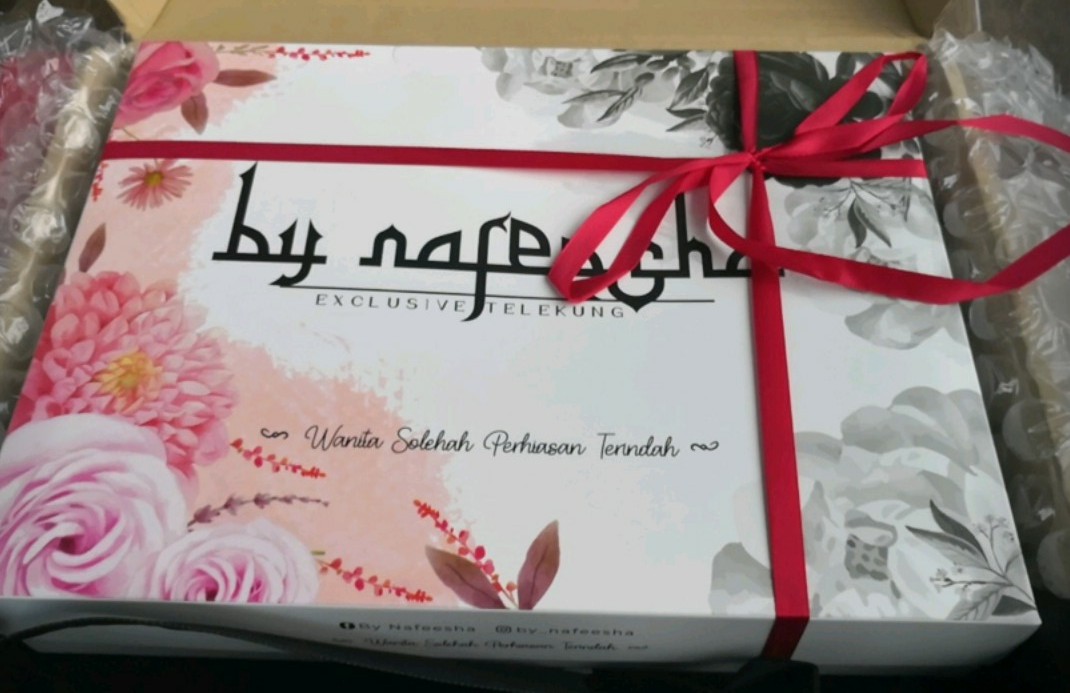 by nafeesha
EXCLUSIVE TELEKUNG
Wanita Solehah Perhiasan Terindah
By Nafeesha by_nafeesha
Wanita Solehah Perhiasan Terindah